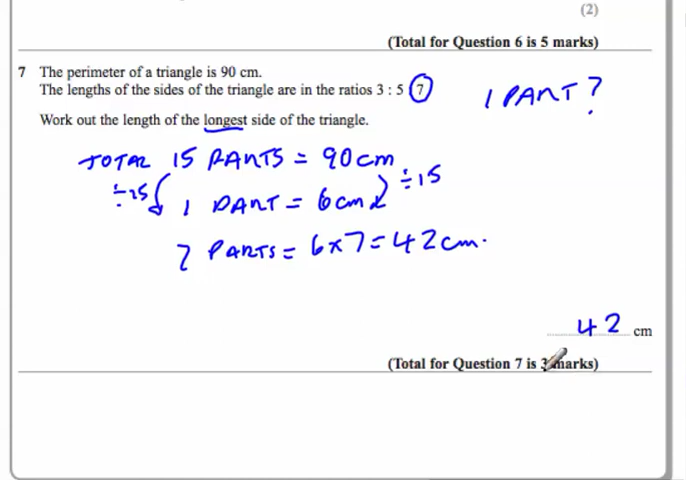 (2)
(Total for Question 6 is 5 marks)
7 The perimeter of a triangle is 90 cm.
The lengths of the sides of the triangle are in the ratios 3 : 5 7
1 PART?
Work out the length of the longest side of the triangle.
TOTAL 15 PARTS = 90cm
÷15 1 PART = 6cm ÷15
7 PARTS = 6x7 = 42cm.
42 cm
(Total for Question 7 is 3 marks)